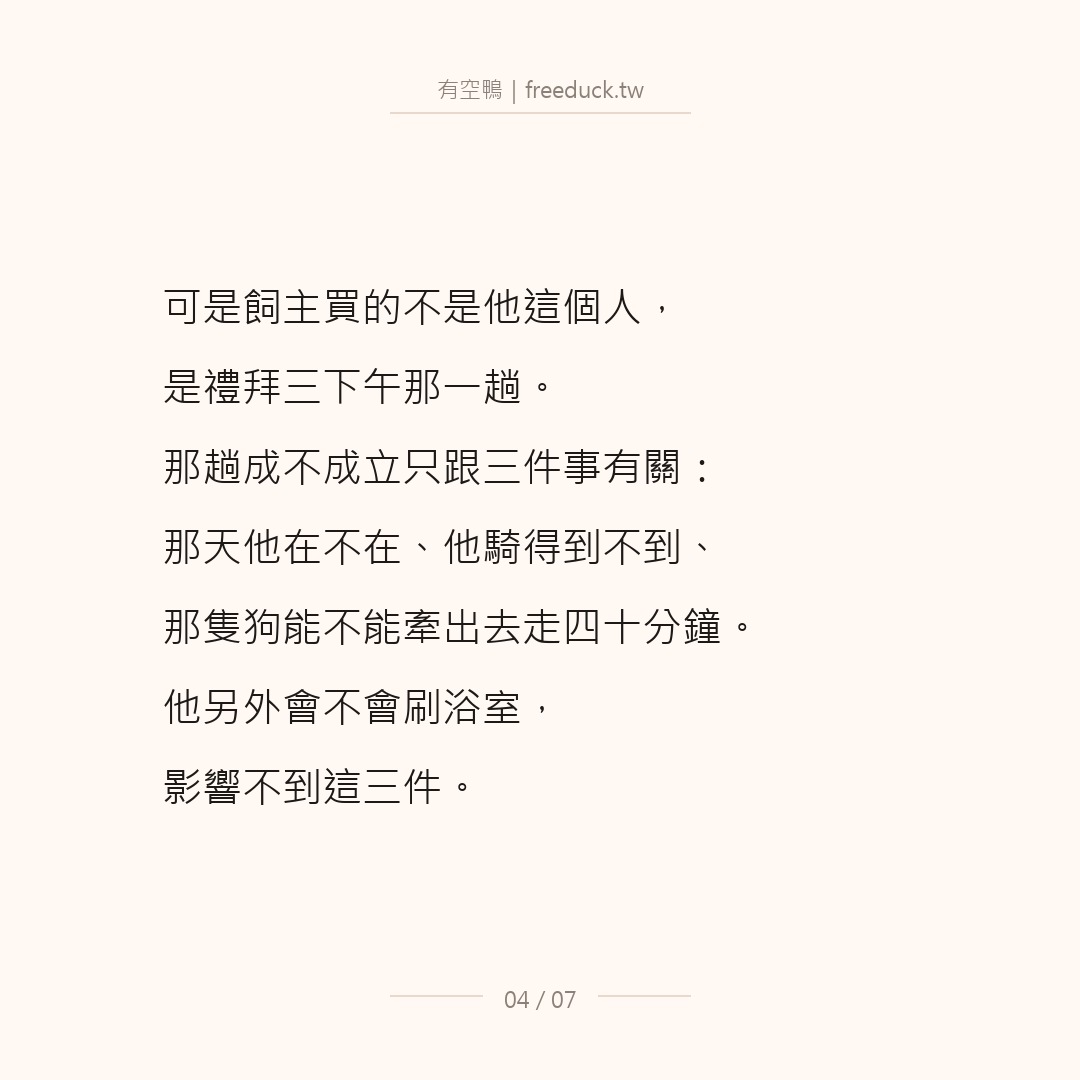 有空鴨 | freeduck.tw
可是飼主買的不是他這個人，
是禮拜三下午那一趟。
那趟成不成立只跟三件事有關：
那天他在不在、他騎得到不到、
那隻狗能不能牽出去走四十分鐘。
他另外會不會刷浴室，
影響不到這三件。
04 / 07